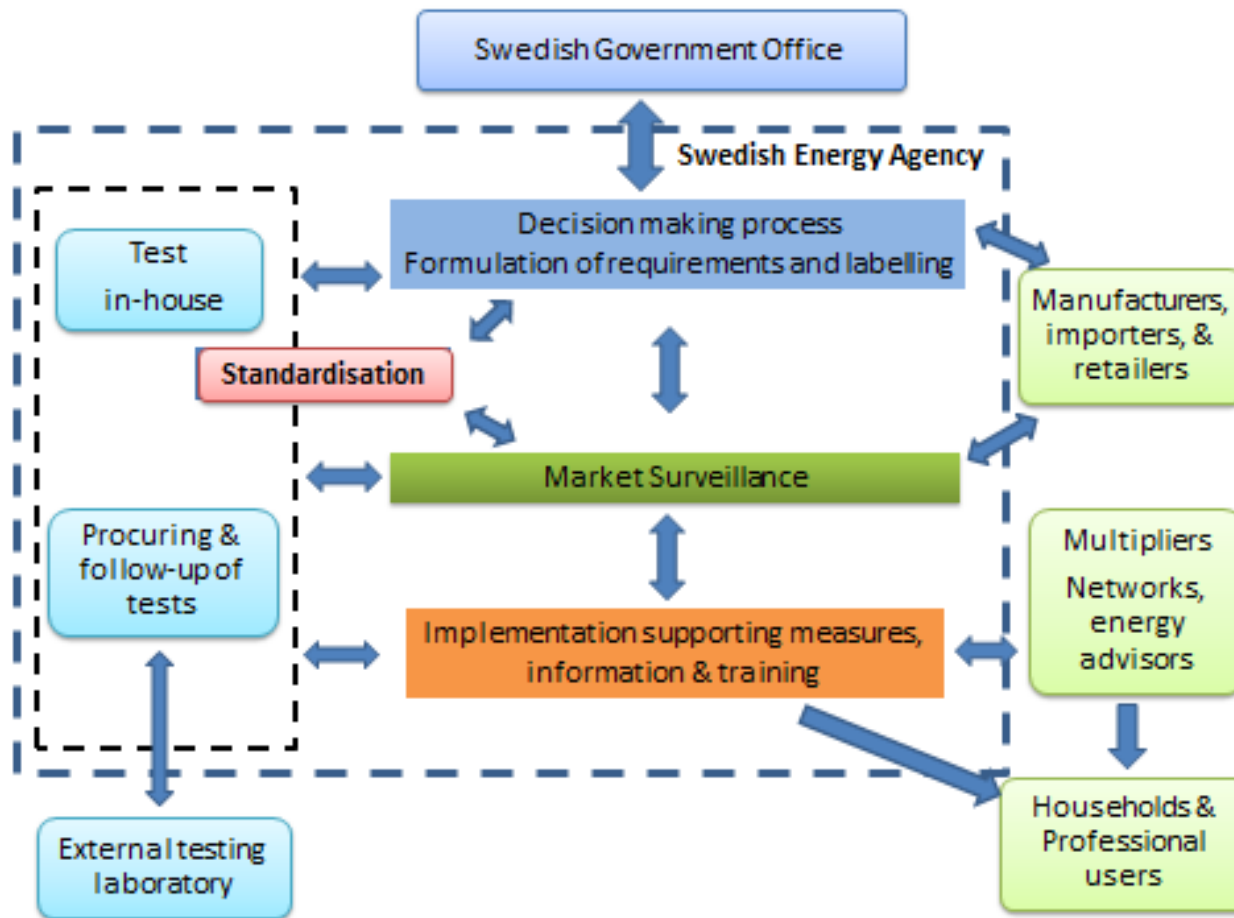 Swedish Government Office
Swedish Energy Agency
Decision making process
Formulation of requirements and labelling
Test
in-house
Manufacturers,
importers, &
retailers
Standardisation
Market Surveillance
Procuring &
follow-up of
tests
Multipliers
Networks,
energy
advisors
Implementation supporting measures,
information & training
Households &
Professional
users
External testing
laboratory